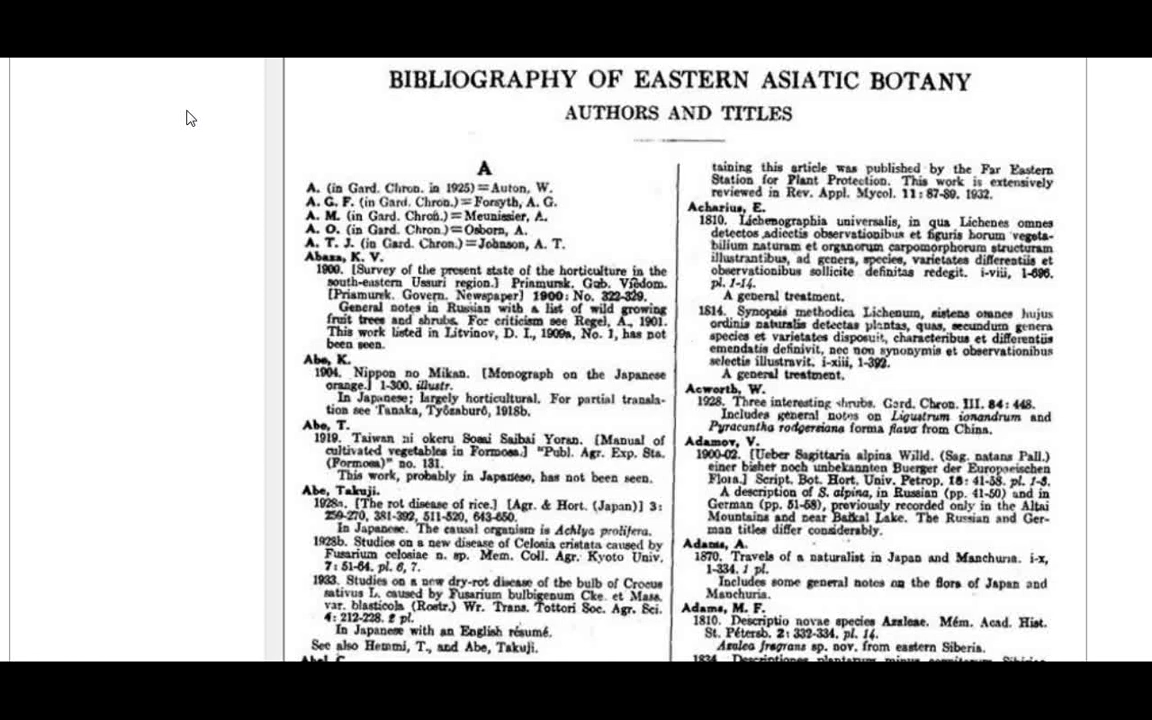 BIBLIOGRAPHY OF EASTERN ASIATIC BOTANY
AUTHORS AND TITLES
A
A. (in Gard. Chron. in 1925) = Auton, W.
A. G. F. (in Gard. Chron.) = Forsyth, A. G.
A. M. (in Gard. Chron.) = Meunissier, A.
A. O. (in Gard. Chron.) = Osborn, A.
A. T. J. (in Gard. Chron.) = Johnson, A. T.
Abaza, K. V.
1900. [Survey of the present state of the horticulture in the
south-eastern Ussuri region.] Priamursk. Gub. Viedom.
[Priamursk. Govern. Newspaper] 1900: No. 322-329.
General notes in Russian with a list of wild growing
fruit trees and shrubs. For criticism see Regel, A., 1901.
This work listed in Litvinov, D. I., 1909a, No. 1, has not
been seen.
Abe, K.
1904. Nippon no Mikan. [Monograph on the Japanese
orange.] 1-300. illustr.
In Japanese; largely horticultural. For partial transla-
tion see Tanaka, Tyôzaburô, 1918b.
Abe, T.
1919. Taiwan ni okeru Sosai Saibai Yoran. [Manual of
cultivated vegetables in Formosa.] "Publ. Agr. Exp. Sta.
(Formosa)" no. 131.
This work, probably in Japanese, has not been seen.
Abe, Takuji.
1928a. [The rot disease of rice.] [Agr. & Hort. (Japan)] 3:
259-270, 381-392, 511-520, 643-650.
In Japanese. The causal organism is Achlya prolifera.
1928b. Studies on a new disease of Celosia cristata caused by
Fusarium celosiae n. sp. Mem. Coll. Agr. Kyoto Univ.
7: 51-64. pl. 6, 7.
1933. Studies on a new dry-rot disease of the bulb of Crocus
sativus L. caused by Fusarium bulbigenum Cke. et Mass.
var. blasticola (Rostr.) Wr. Trans. Tottori Soc. Agr. Sci.
4: 212-228. 2 pl.
In Japanese with an English résumé.
See also Hemmi, T., and Abe, Takuji.
Abel, C.
taining this article was published by the Far Eastern
Station for Plant Protection. This work is extensively
reviewed in Rev. Appl. Mycol. 11: 87-89. 1932.
Acharius, E.
1810. Lichenographia universalis, in qua Lichenes omnes
detectos adiectis observationibus et figuris horum vegeta-
bilium naturam et organorum carpomorphorum structuram
illustrantibus, ad genera, species, varietates differentiis et
observationibus sollicite definitas redegit. i-viii, 1-696.
pl. 1-14.
A general treatment.
1814. Synopsis methodica Lichenum, sistens omnes hujus
ordinis naturalis detectas plantas, quas, secundum genera
species et varietates disposuit, characteribus et differentiis
emendatis definivit, nec non synonymis et observationibus
selectis illustravit. i-xiii, 1-392.
A general treatment.
Acworth, W.
1928. Three interesting shrubs. Gard. Chron. III. 84: 448.
Includes general notes on Ligustrum ionandrum and
Pyracantha rodgersiana forma flava from China.
Adamov, V.
1900-02. [Ueber Sagittaria alpina Willd. (Sag. natans Pall.)
einer bisher noch unbekannten Buerger der Europaeischen
Flora.] Script. Bot. Hort. Univ. Petrop. 18: 41-58. pl. 1-3.
A description of S. alpina, in Russian (pp. 41-50) and in
German (pp. 51-58), previously recorded only in the Altai
Mountains and near Baikal Lake. The Russian and Ger-
man titles differ considerably.
Adams, A.
1870. Travels of a naturalist in Japan and Manchuria. i-x,
1-334. 1 pl.
Includes some general notes on the flora of Japan and
Manchuria.
Adams, M. F.
1810. Descriptio novae species Azaleae. Mém. Acad. Hist.
St. Pétersb. 2: 332-334. pl. 14.
Azalea fragrans sp. nov. from eastern Siberia.
1834. Descriptiones plantarum minus cognitarum Sibiriae